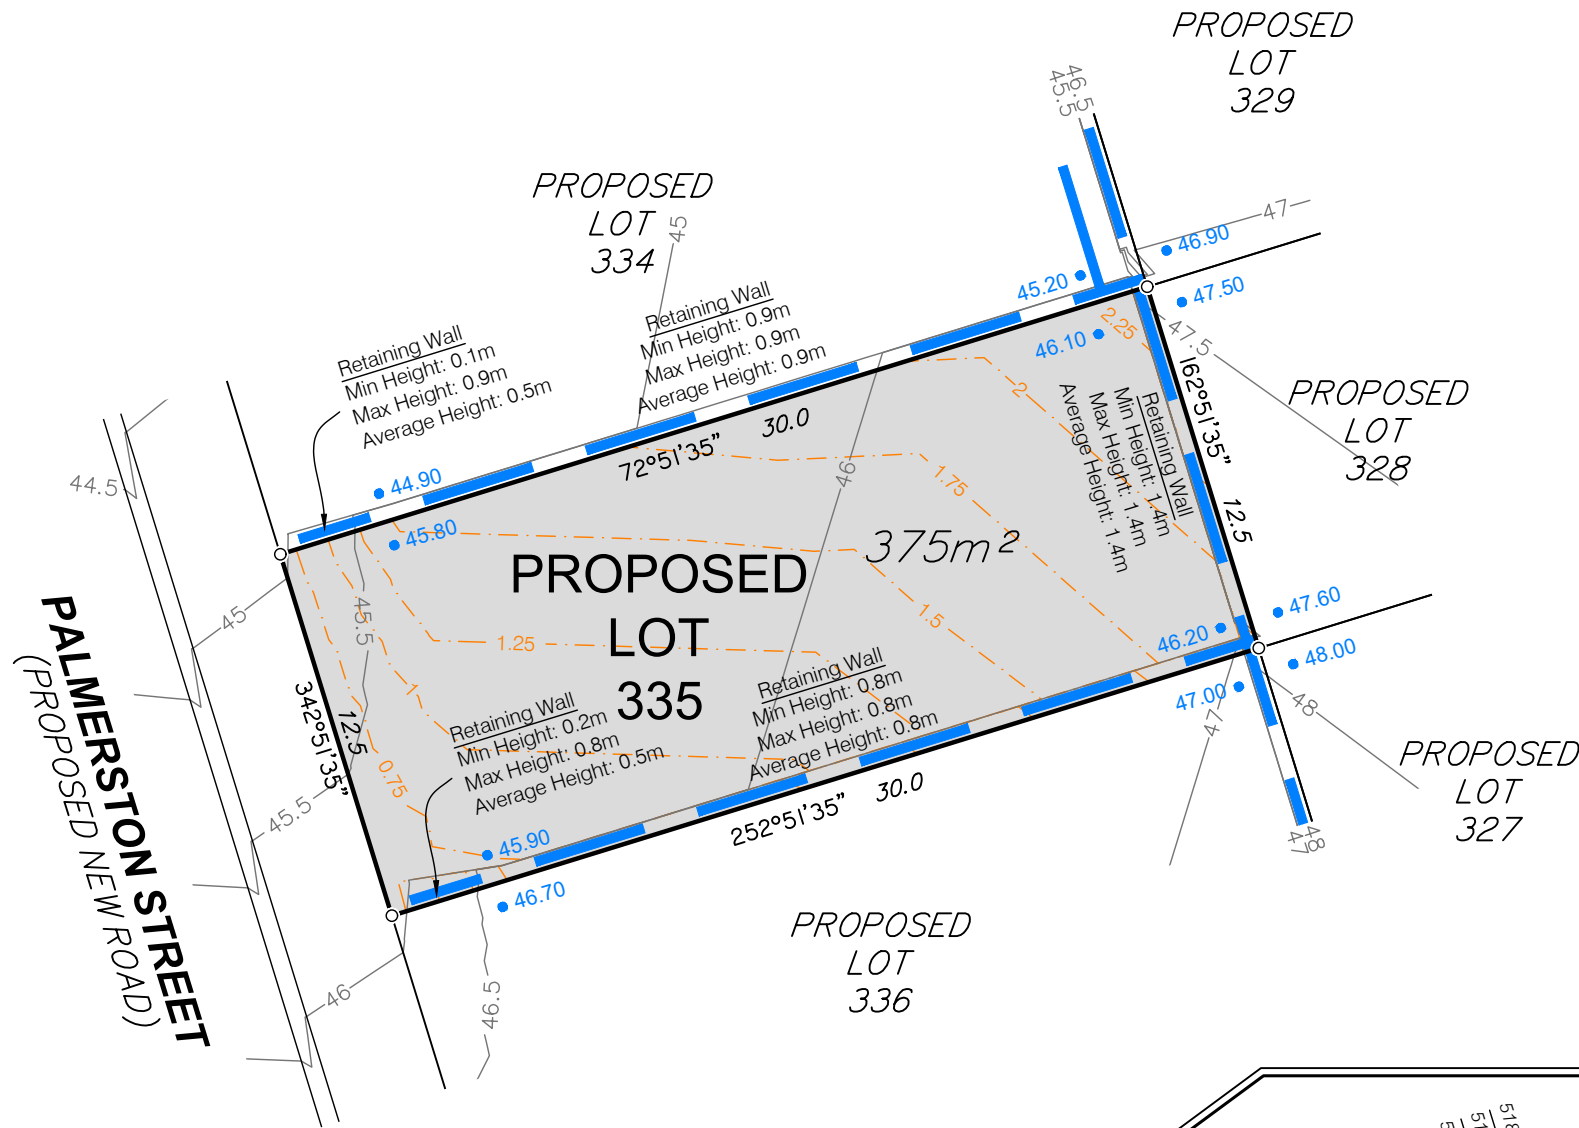 PROPOSED
LOT
329
46.5
45.5
PROPOSED
LOT
334
45
47
46.90
47.50
45.20
46.10
2.25
47.5
Retaining Wall
Min Height: 0.1m
Max Height: 0.9m
Average Height: 0.5m
Retaining Wall
Min Height: 0.9m
Max Height: 0.9m
Average Height: 0.9m
162°51'35"
12.5
Retaining Wall
Min Height: 1.4m
Max Height: 1.4m
Average Height: 1.4m
PROPOSED
LOT
328
2
30.0
72°51'35"
44.5
44.90
45.80
46
1.75
375m²
PROPOSED
LOT
335
45
45.5
1.25
1.5
1
0.75
47.60
46.20
48.00
47.00
47
48
PALMERSTON STREET
(PROPOSED NEW ROAD)
342°51'35"
12.5
Retaining Wall
Min Height: 0.2m
Max Height: 0.8m
Average Height: 0.5m
Retaining Wall
Min Height: 0.8m
Max Height: 0.8m
Average Height: 0.8m
30.0
252°51'35"
45.5
45.90
46.70
46
46.5
PROPOSED
LOT
327
48
47
PROPOSED
LOT
336